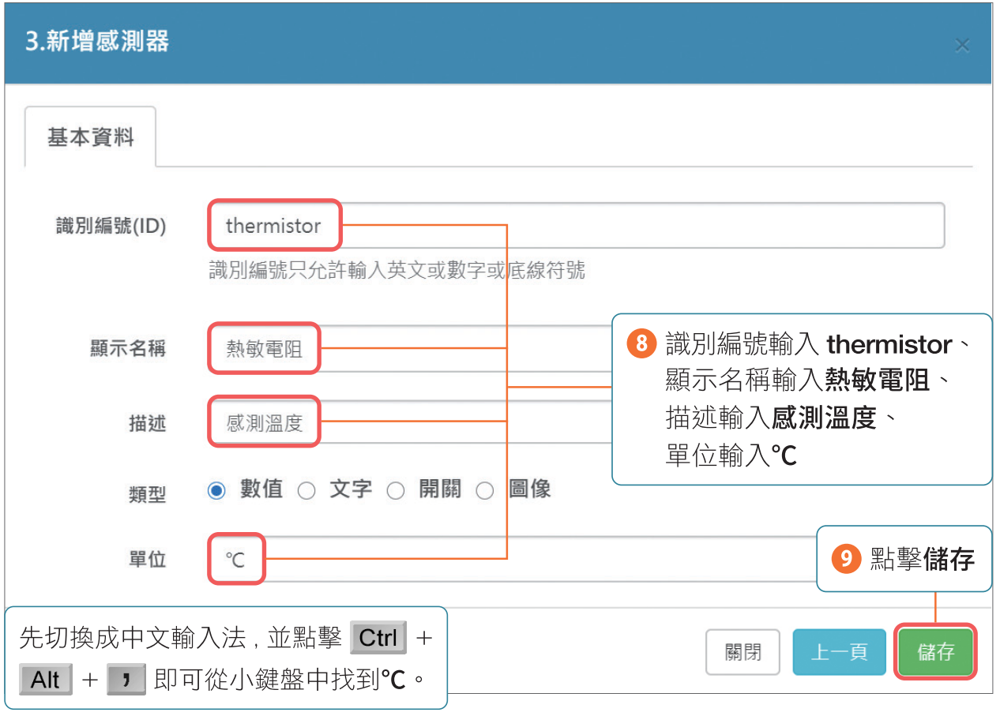 3.新增感測器
×
基本資料
識別編號(ID)
thermistor
識別編號只允許輸入英文或數字或底線符號
顯示名稱
熱敏電阻
描述
感測溫度
類型
數值 文字 開關 圖像
單位
℃
8 識別編號輸入 thermistor、
顯示名稱輸入熱敏電阻、
描述輸入感測溫度、
單位輸入℃
9 點擊儲存
先切換成中文輸入法 , 並點擊 Ctrl +
Alt + , 即可從小鍵盤中找到℃。
關閉
上一頁
儲存